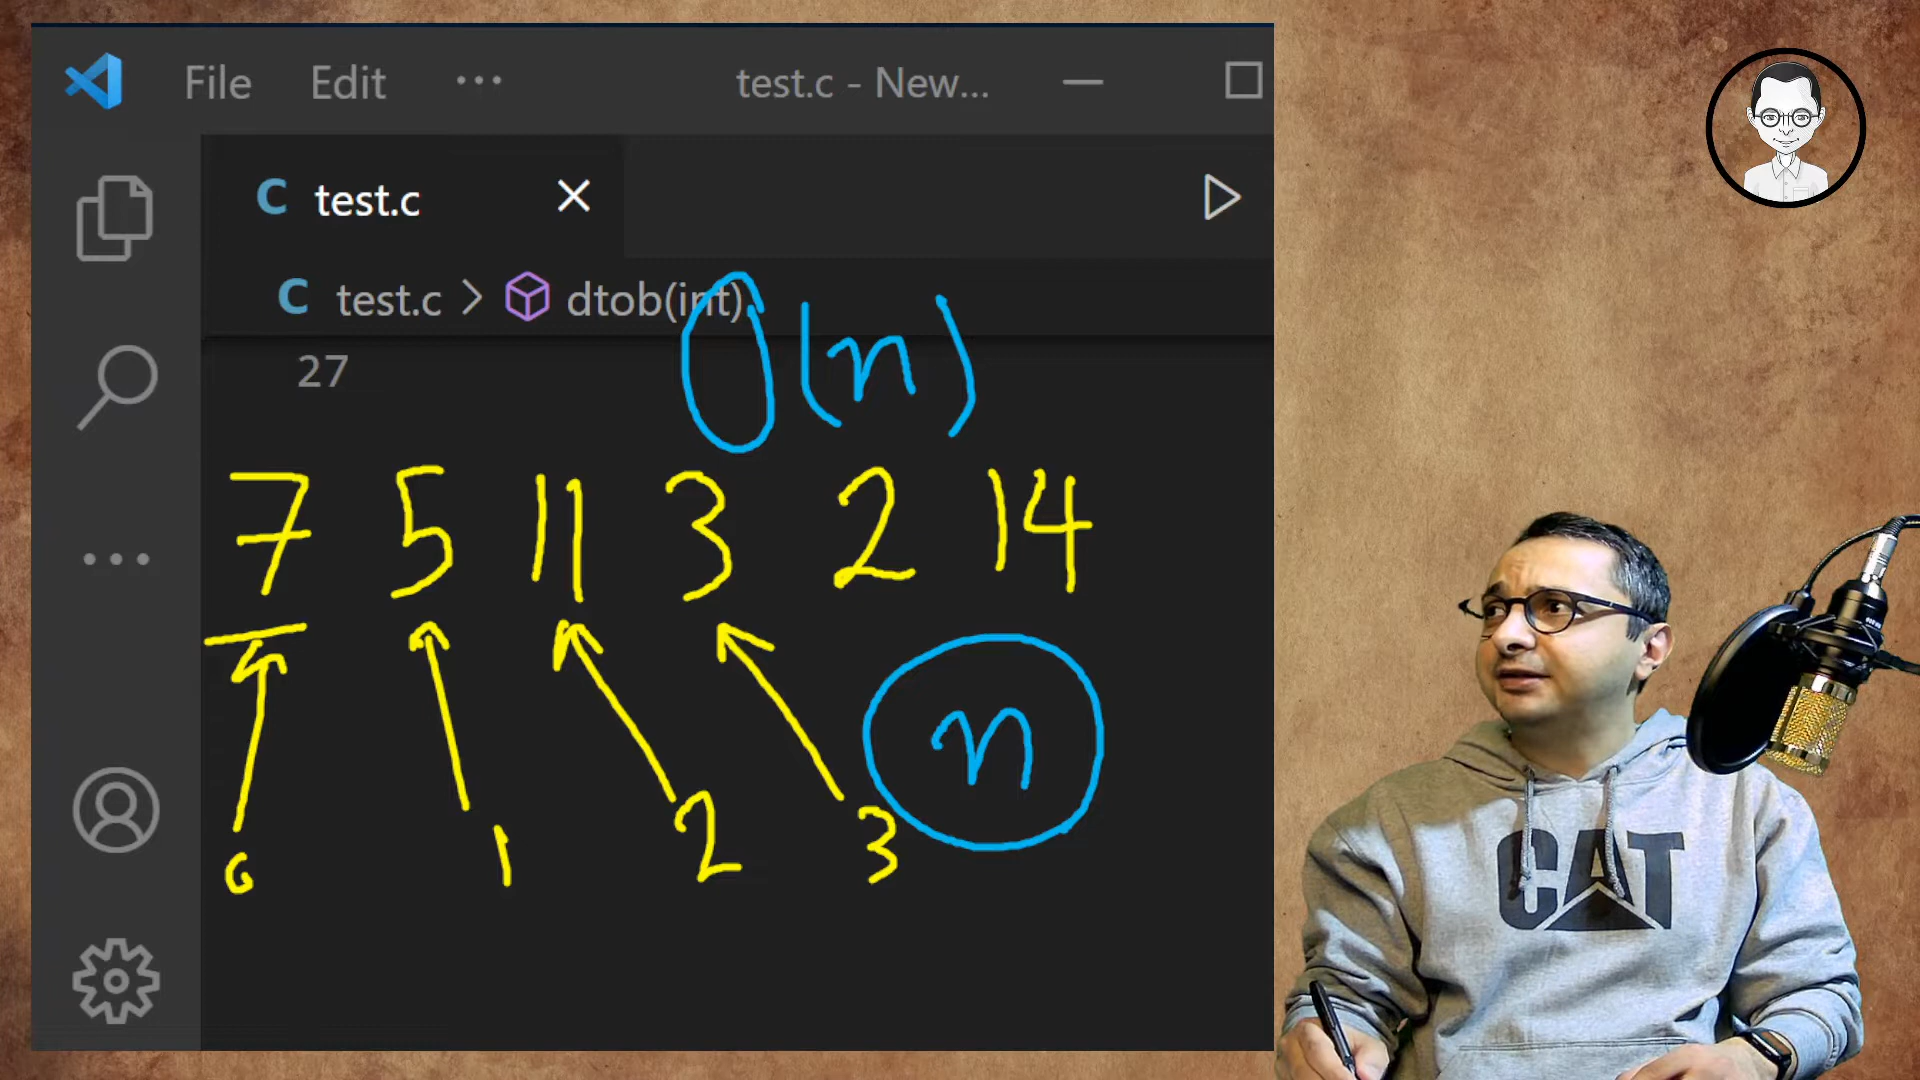 File Edit ... test.c - New...
C test.c
C test.c > dtob(int)
O(n)
27
7 5 11 3 2 14
n
0 1 2 3
CAT